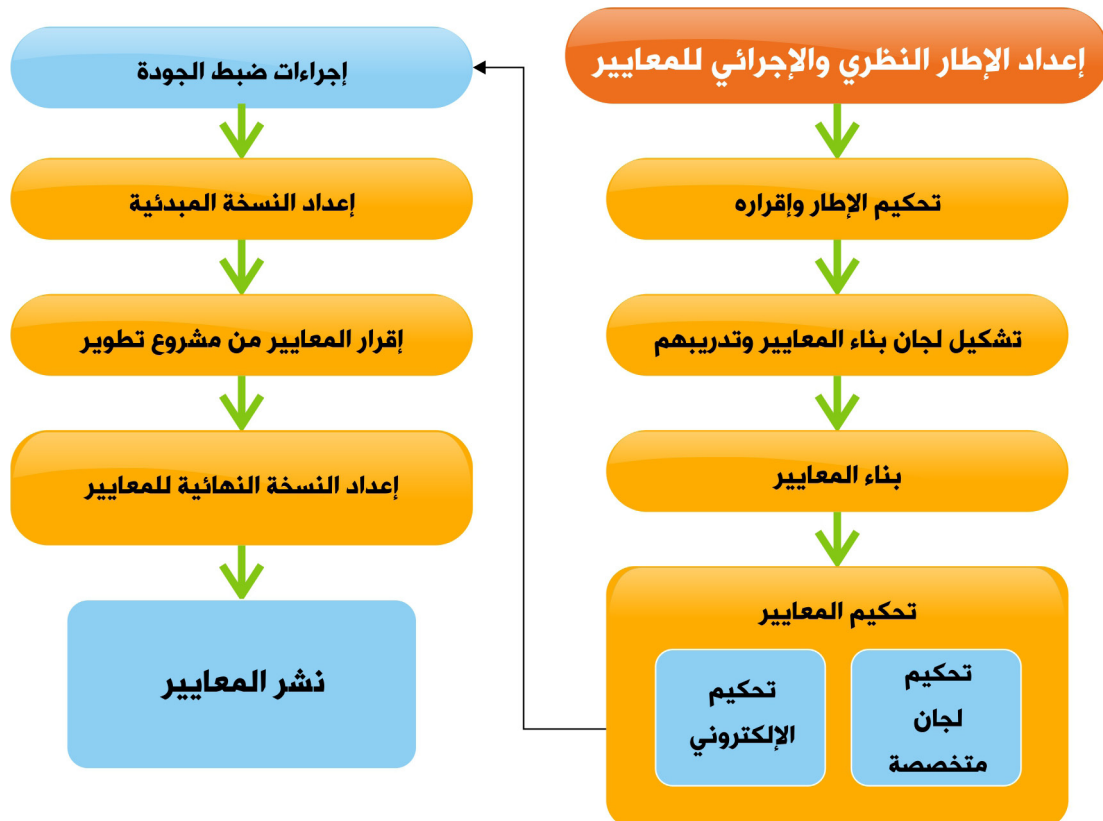 إعداد الإطار النظري والإجرائي للمعايير
تحكيم الإطار وإقراره
تشكيل لجان بناء المعايير وتدريبهم
بناء المعايير
تحكيم المعايير
تحكيم
لجان
متخصصة
تحكيم
الإلكتروني
إجراءات ضبط الجودة
إعداد النسخة المبدئية
إقرار المعايير من مشروع تطوير
إعداد النسخة النهائية للمعايير
نشر المعايير